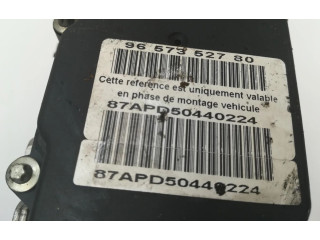 96 573 527 80
Cette reference est uniquement valable
en phase de montage vehicule
87APD50440224
87APD50440224